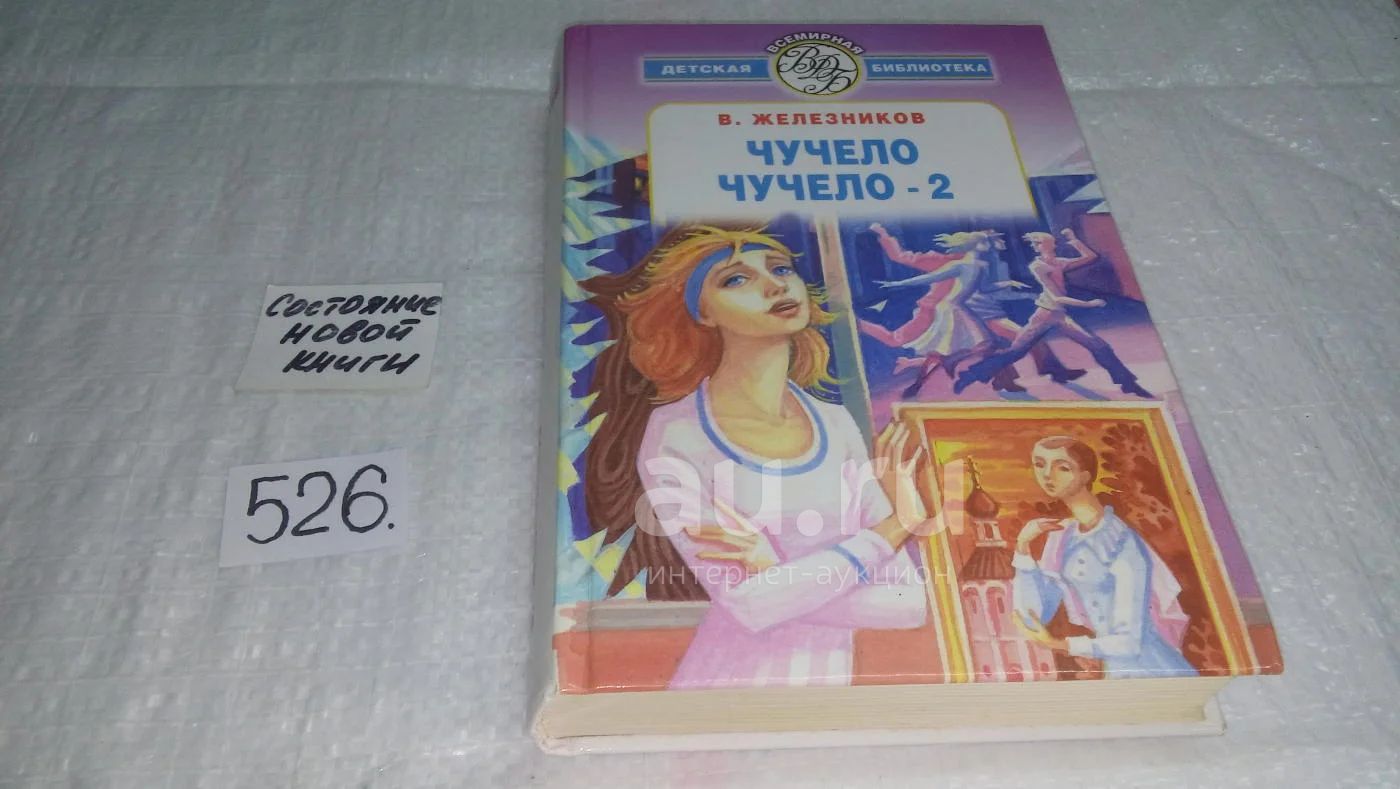 ВСЕМИРНАЯ
ДЕТСКАЯ БИБЛИОТЕКА
ВДБ
В. ЖЕЛЕЗНИКОВ
ЧУЧЕЛО
ЧУЧЕЛО - 2
Состояние
новой
книги
526.
au.ru
интернет-аукцион